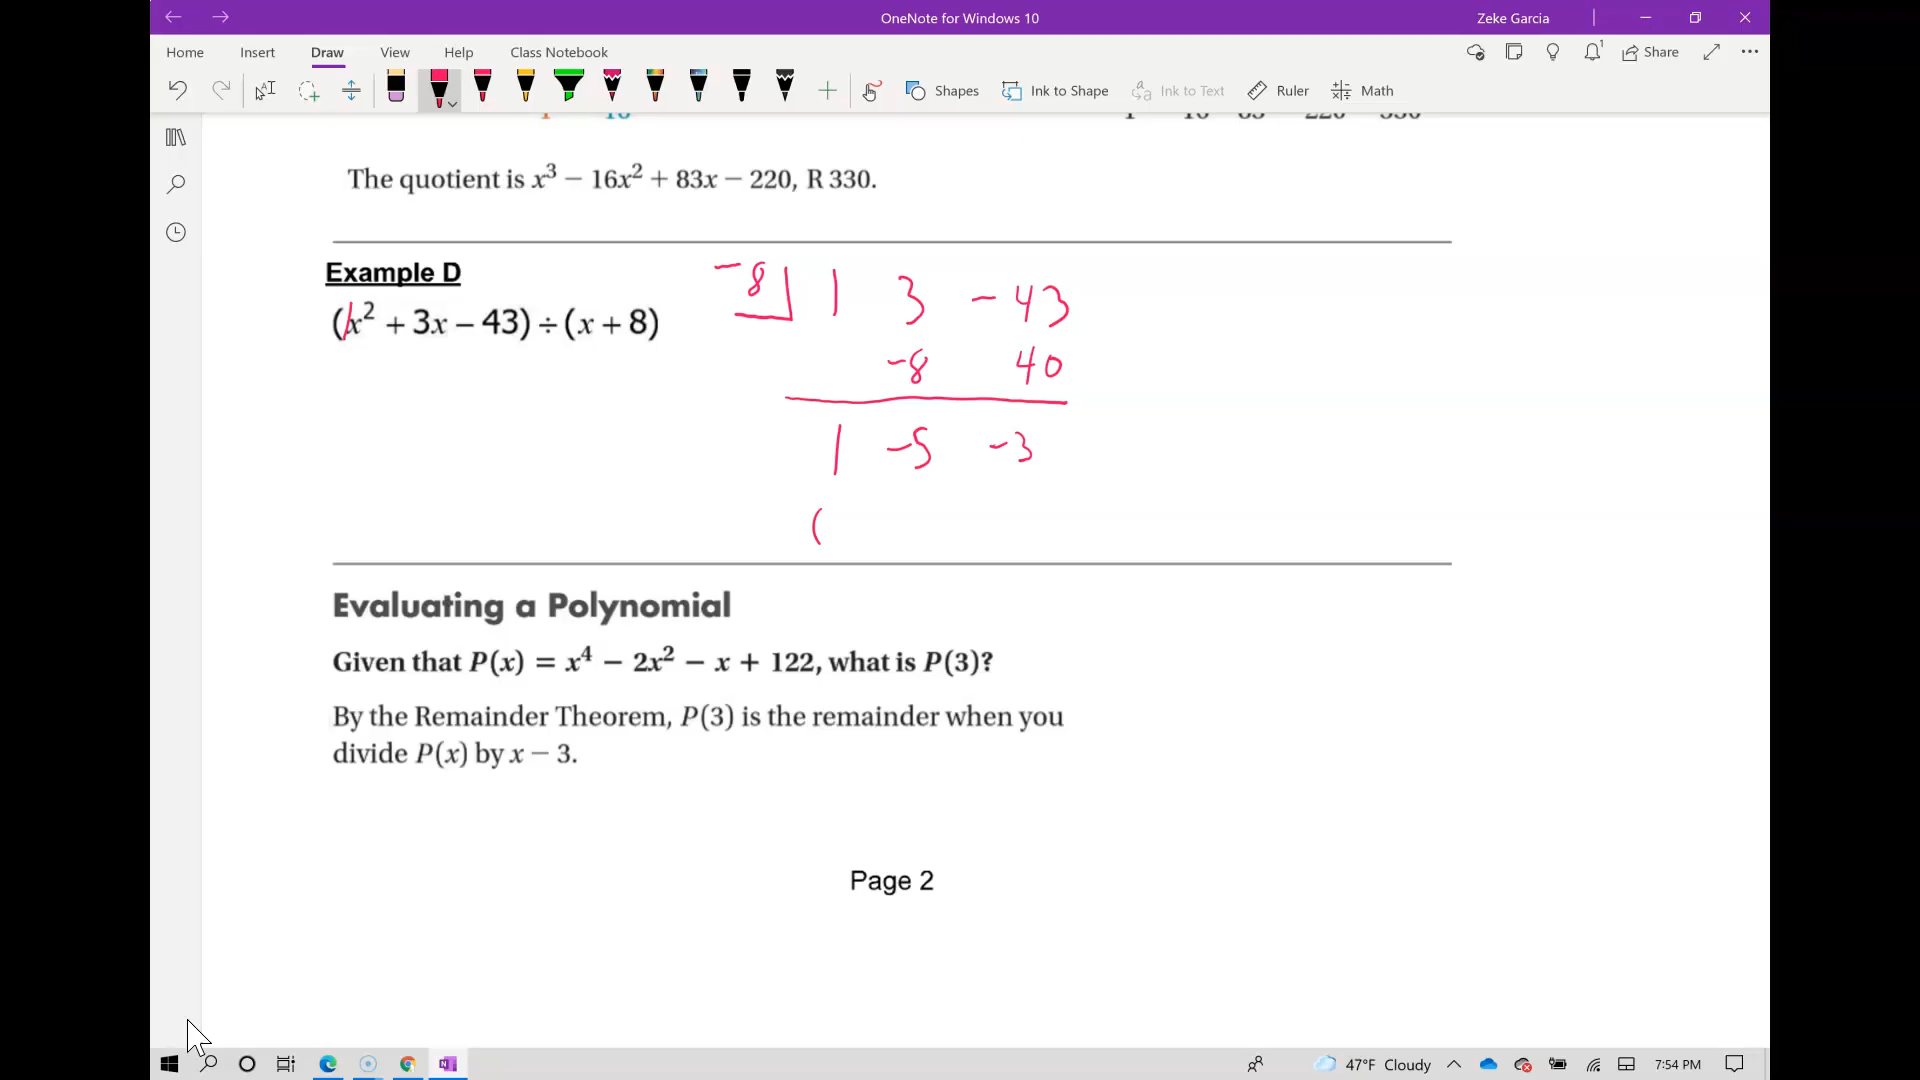 OneNote for Windows 10
Zeke Garcia
Home Insert Draw View Help Class Notebook
Share
Shapes Ink to Shape Ink to Text Ruler Math
The quotient is x³ − 16x² + 83x − 220, R 330.
Example D
(x² + 3x − 43) ÷ (x + 8)
-8 1 3 -43
-8 40
1 -5 -3
(
Evaluating a Polynomial
Given that P(x) = x⁴ − 2x² − x + 122, what is P(3)?
By the Remainder Theorem, P(3) is the remainder when you
divide P(x) by x − 3.
Page 2
47°F Cloudy
7:54 PM